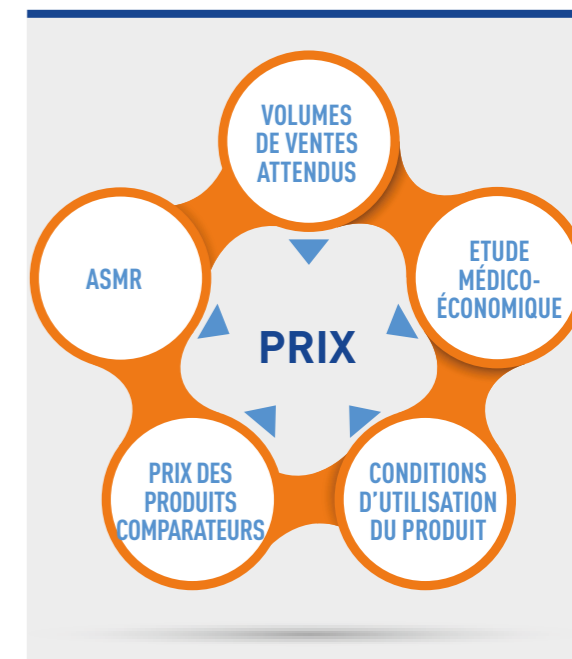 VOLUMES
DE VENTES
ATTENDUS
ETUDE
MÉDICO-
ÉCONOMIQUE
ASMR
PRIX
PRIX DES
PRODUITS
COMPARATEURS
CONDITIONS
D'UTILISATION
DU PRODUIT